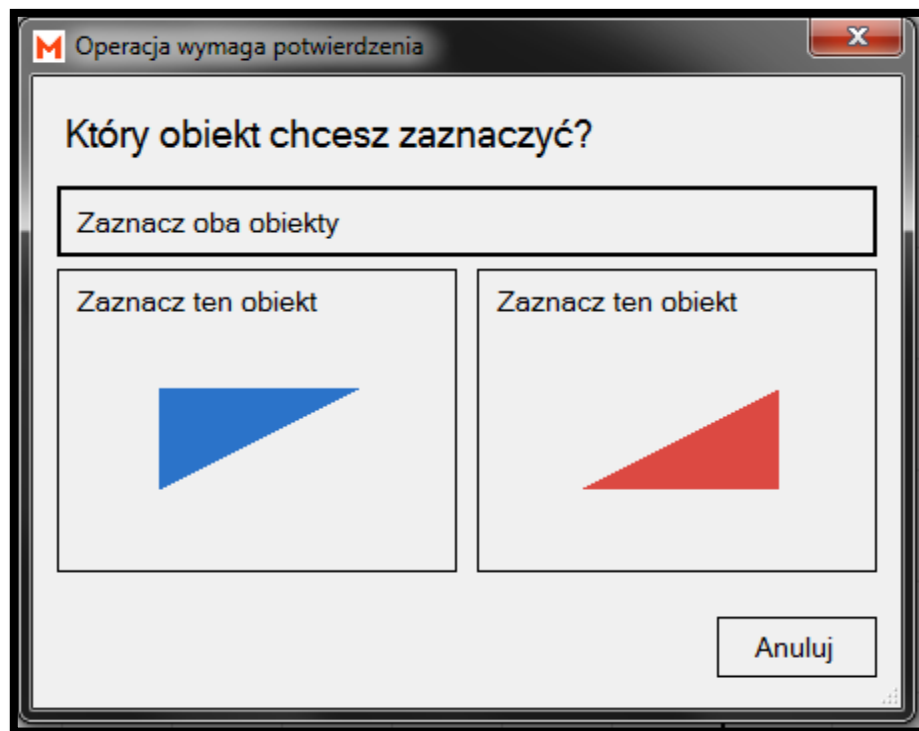 Operacja wymaga potwierdzenia
Który obiekt chcesz zaznaczyć?
Zaznacz oba obiekty
Zaznacz ten obiekt
Zaznacz ten obiekt
Anuluj